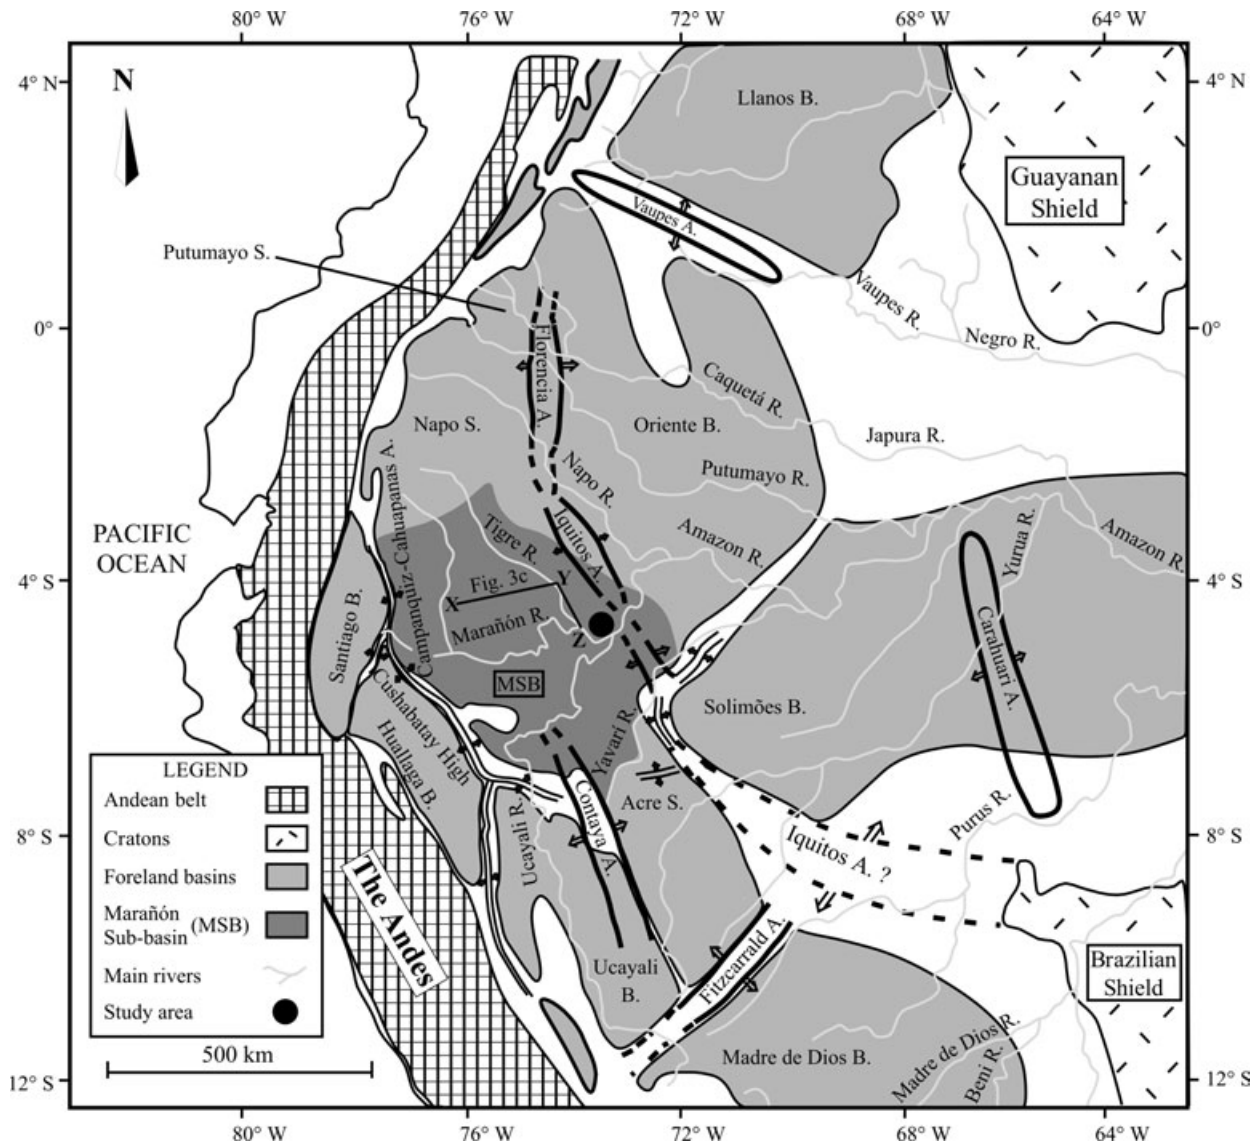 80° W
76° W
72° W
68° W
64° W
4° N
4° N
N
Llanos B.
Guayanan
Shield
Vaupes A.
Putumayo S.
Vaupes R.
Negro R.
0°
0°
Florencia A.
Caquetá R.
Napo S.
Oriente B.
Japura R.
Campanquiz-Cahuapanas A.
Napo R.
Putumayo R.
PACIFIC
OCEAN
Tigre R.
Iquitos A.
Amazon R.
Yurua R.
Amazon R.
4° S
4° S
Fig. 3c
X
Y
Z
Marañón R.
Santiago B.
MSB
Carahuari A.
Cushabatay High
Solimões B.
Huallaga B.
Yavari R.
LEGEND
Andean belt
Cratons
Foreland basins
Marañón
Sub-basin (MSB)
Main rivers
Study area
500 km
Contaya A.
Acre S.
Ucayali R.
Purus R.
8° S
8° S
Iquitos A. ?
The Andes
Fitzcarrald A.
Ucayali
B.
Brazilian
Shield
Madre de Dios B.
Madre de Dios R.
Beni R.
12° S
12° S
80° W
76° W
72° W
68° W
64° W